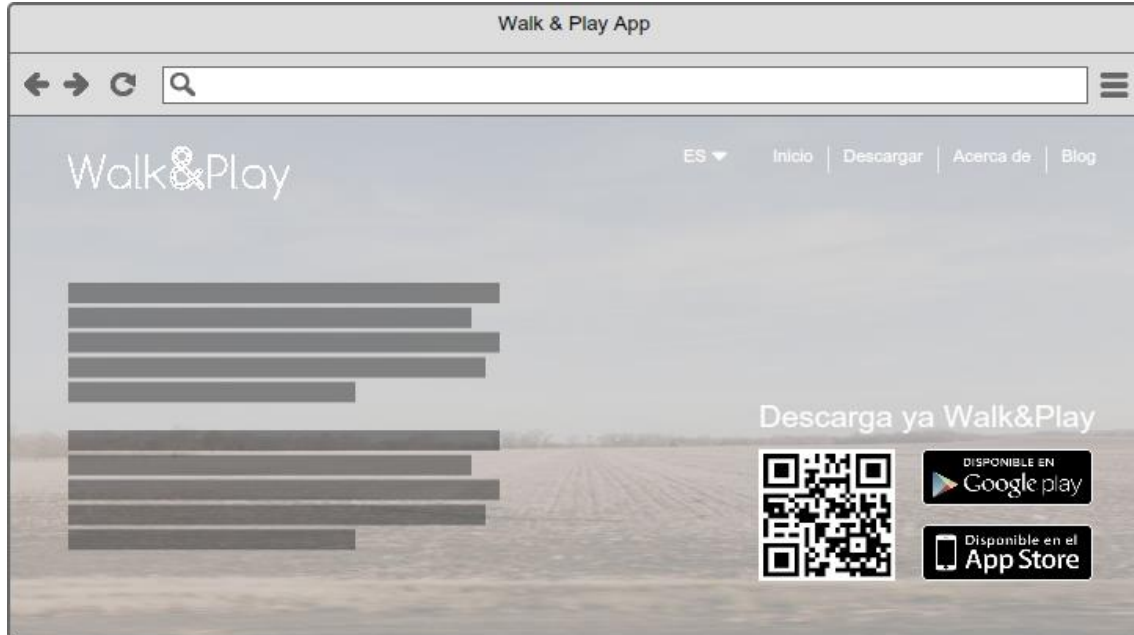 Walk & Play App
Walk&Play
ES
Inicio
Descargar
Acerca de
Blog
Descarga ya Walk&Play
DISPONIBLE EN
Google play
Disponible en el
App Store